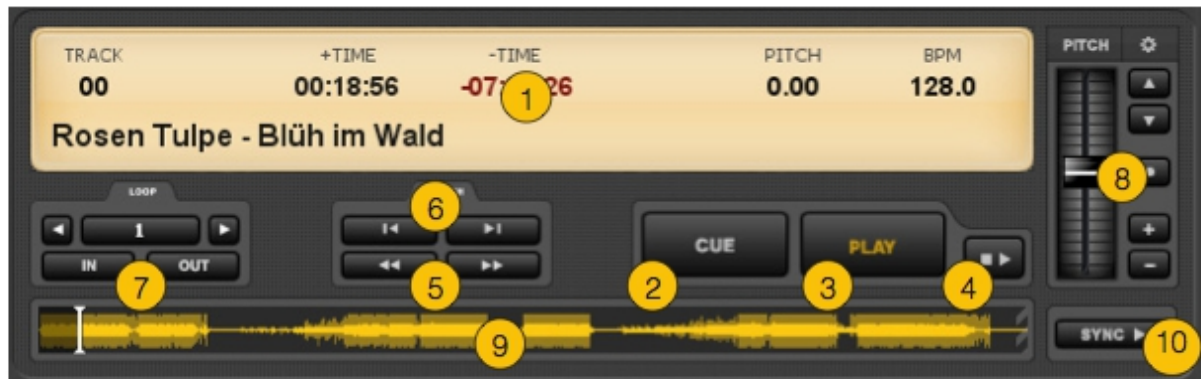 TRACK +TIME -TIME PITCH BPM
00 00:18:56 0.00 128.0
Rosen Tulpe - Blüh im Wald
PITCH
1
8
LOOP
1
6
IN OUT
7
5
CUE PLAY
2 3 4
9
SYNC
10